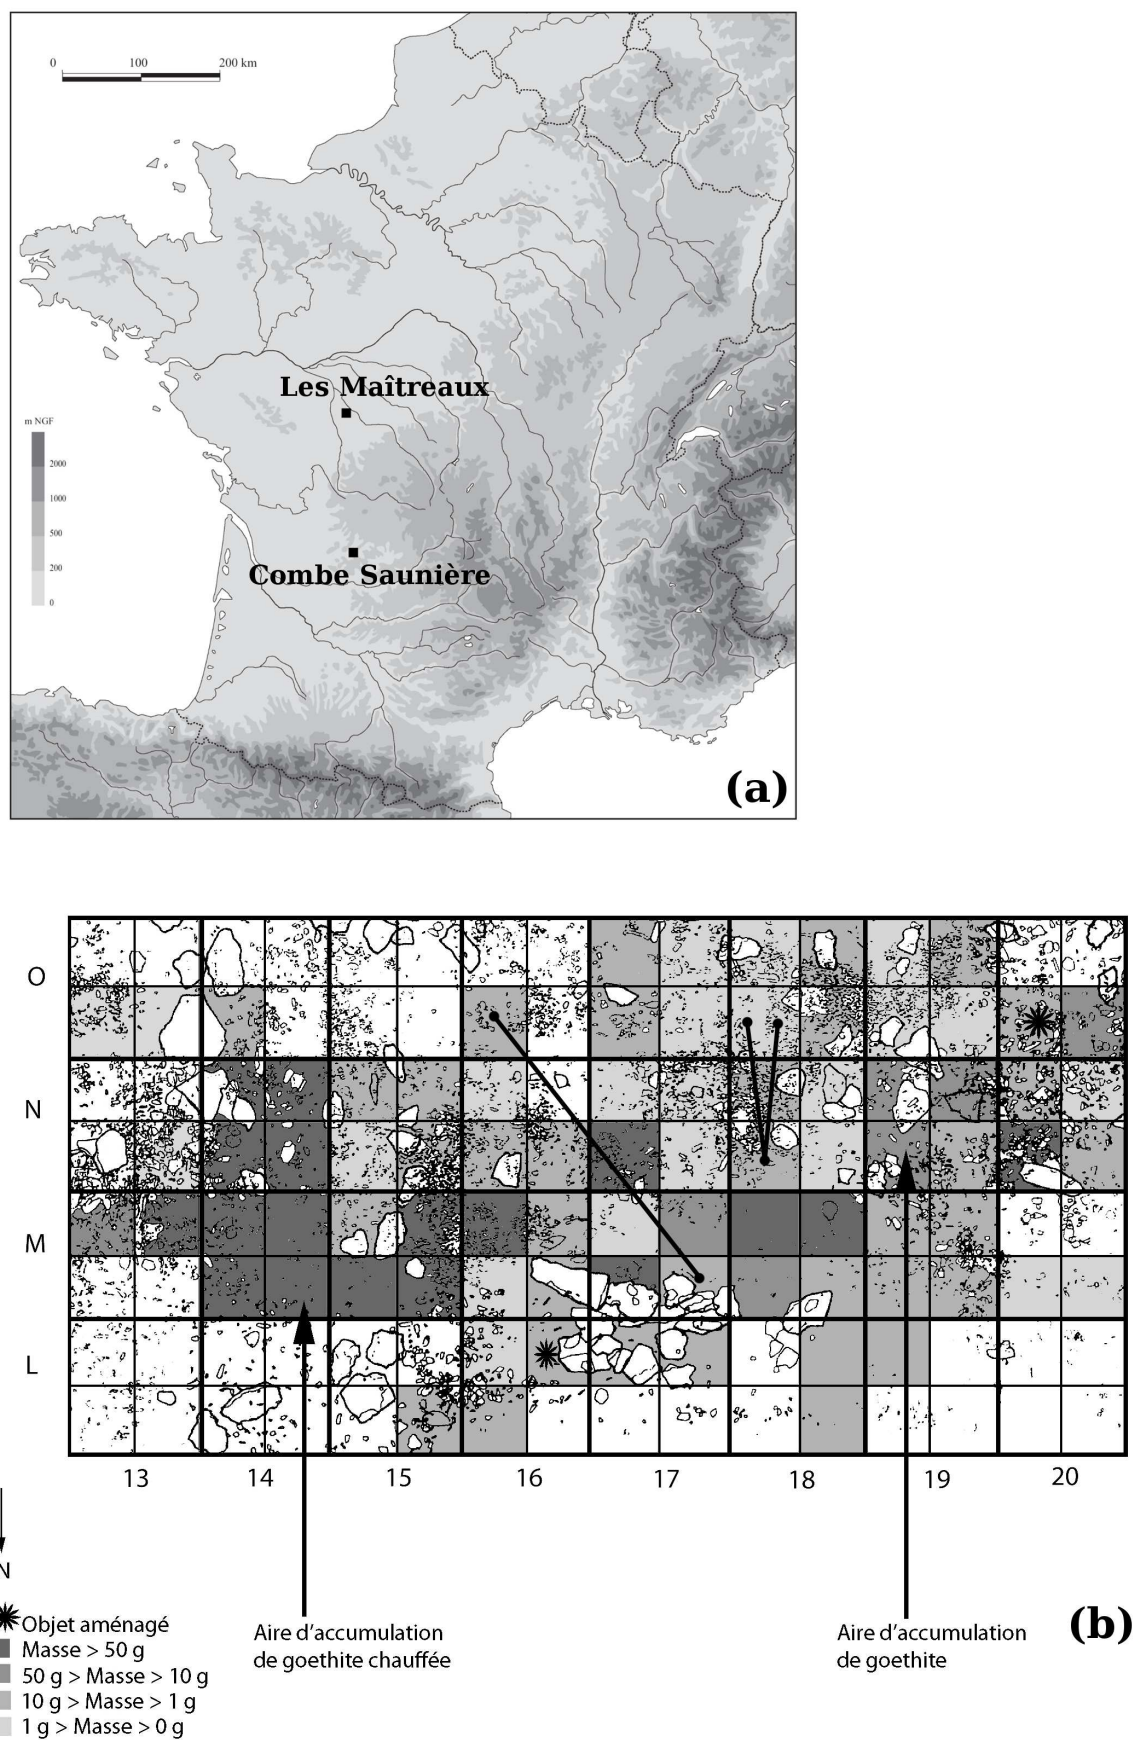 0 100 200 km
Les Maîtreaux
m NGF
2000
1000
500
200
0
Combe Saunière
(a)
O
N
M
L
13 14 15 16 17 18 19 20
N
Objet aménagé
Masse > 50 g
50 g > Masse > 10 g
10 g > Masse > 1 g
1 g > Masse > 0 g
Aire d'accumulation
de goethite chauffée
Aire d'accumulation
de goethite
(b)